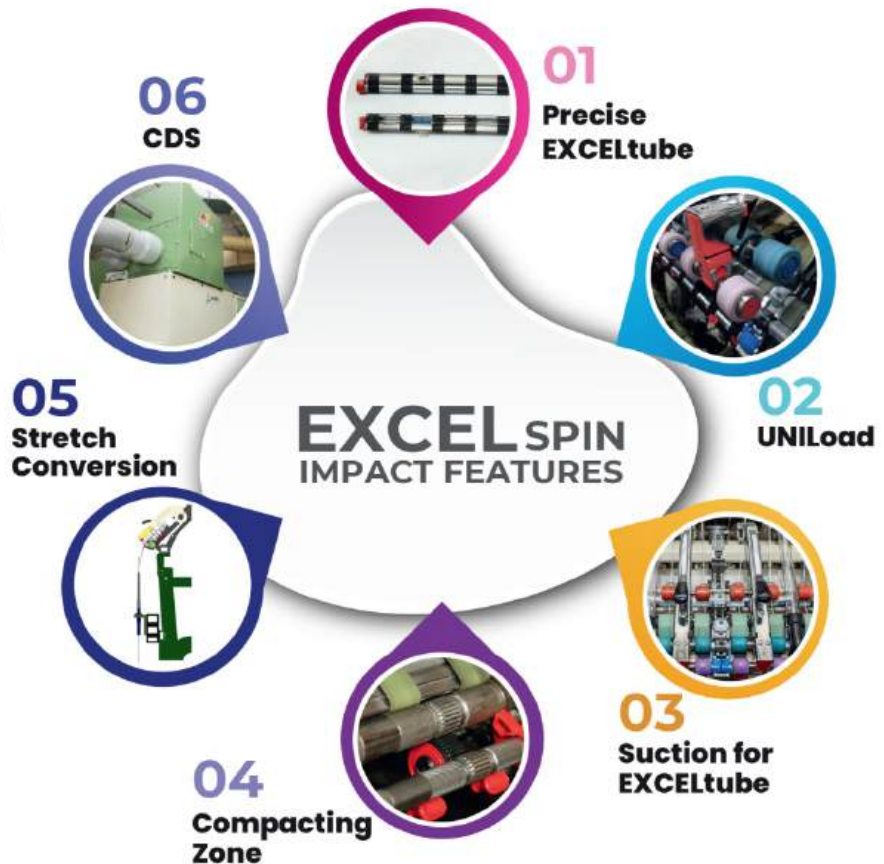 01
Precise
EXCELtube
02
UNILoad
03
Suction for
EXCELtube
04
Compacting
Zone
05
Stretch
Conversion
06
CDS
EXCEL SPIN
IMPACT FEATURES